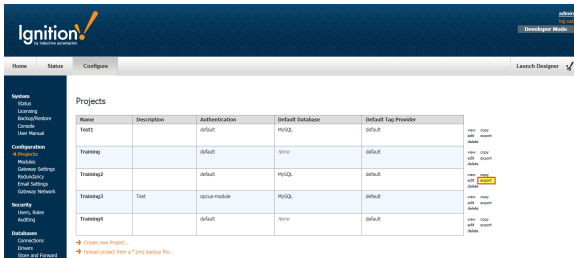 admin
log out
Developer Mode
Ignition!
by inductive automation
Home Status Configure
Launch Designer
System
Status
Licensing
Backup/Restore
Console
User Manual
Configuration
Projects
Modules
Gateway Settings
Redundancy
Email Settings
Gateway Network
Security
Users, Roles
Auditing
Databases
Connections
Drivers
Store and Forward
Projects
Name Description Authentication Default Database Default Tag Provider
Test1 default MySQL default view copy
edit export
delete
Training default None default view copy
edit export
delete
Training2 default MySQL default view copy
edit export
delete
Training3 Test opcua-module MySQL default view copy
edit export
delete
Training4 default None default view copy
edit export
delete
Create new Project...
Upload project from a *.proj backup file...